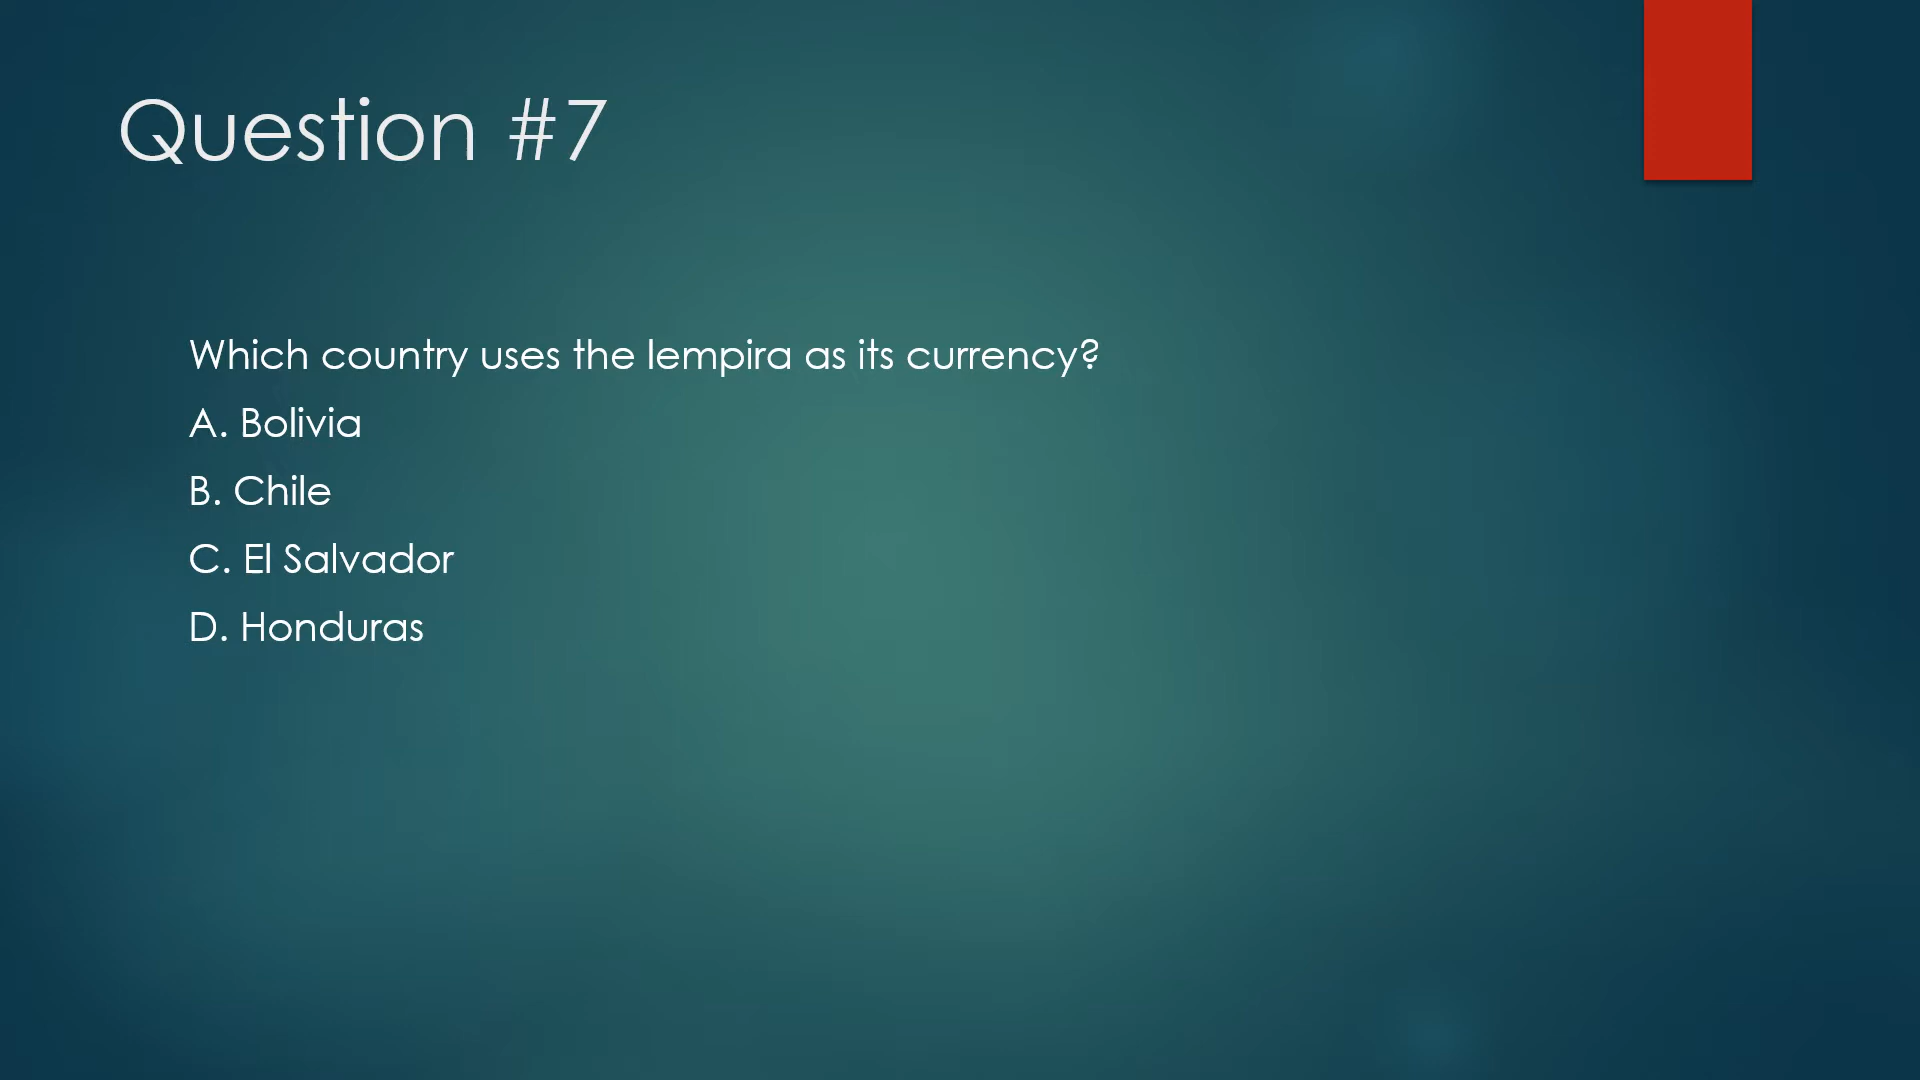 Question #7
Which country uses the lempira as its currency?
A. Bolivia
B. Chile
C. El Salvador
D. Honduras